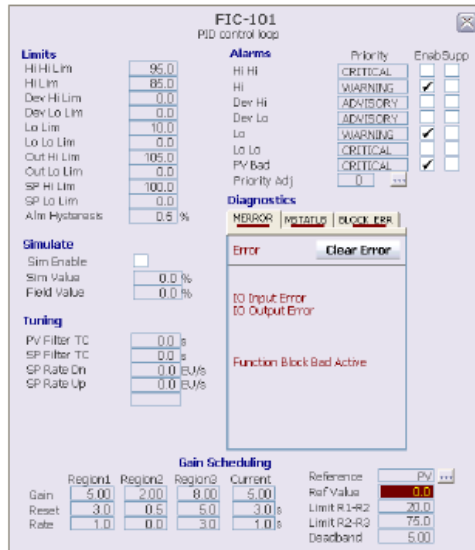 FIC-101
PID control loop
Limits
Hi Hi Lim 95.0
Hi Lim 85.0
Dev Hi Lim 0.0
Dev Lo Lim 0.0
Lo Lim 10.0
Lo Lo Lim 0.0
Out Hi Lim 105.0
Out Lo Lim 0.0
SP Hi Lim 100.0
SP Lo Lim 0.0
Alm Hysteresis 0.5 %
Alarms Priority Enab Supp
Hi Hi CRITICAL
Hi WARNING
Dev Hi ADVISORY
Dev Lo ADVISORY
Lo WARNING
Lo Lo CRITICAL
PV Bad CRITICAL
Priority Adj 0 ...
Diagnostics
MERROR MSTATUS BLOCK ERR
Error Clear Error
IO Input Error
IO Output Error
Function Block Bad Active
Simulate
Sim Enable
Sim Value 0.0 %
Field Value 0.0 %
Tuning
PV Filter TC 0.0 s
SP Filter TC 0.0 s
SP Rate Dn 0.0 EU/s
SP Rate Up 0.0 EU/s
Gain Scheduling
Region1 Region2 Region3 Current
Gain 5.00 2.00 8.00 5.00
Reset 3.0 0.5 5.0 3.0 s
Rate 1.0 0.0 3.0 1.0 s
Reference PV ...
Ref Value 0.0
Limit R1-R2 20.0
Limit R2-R3 75.0
Deadband 5.00